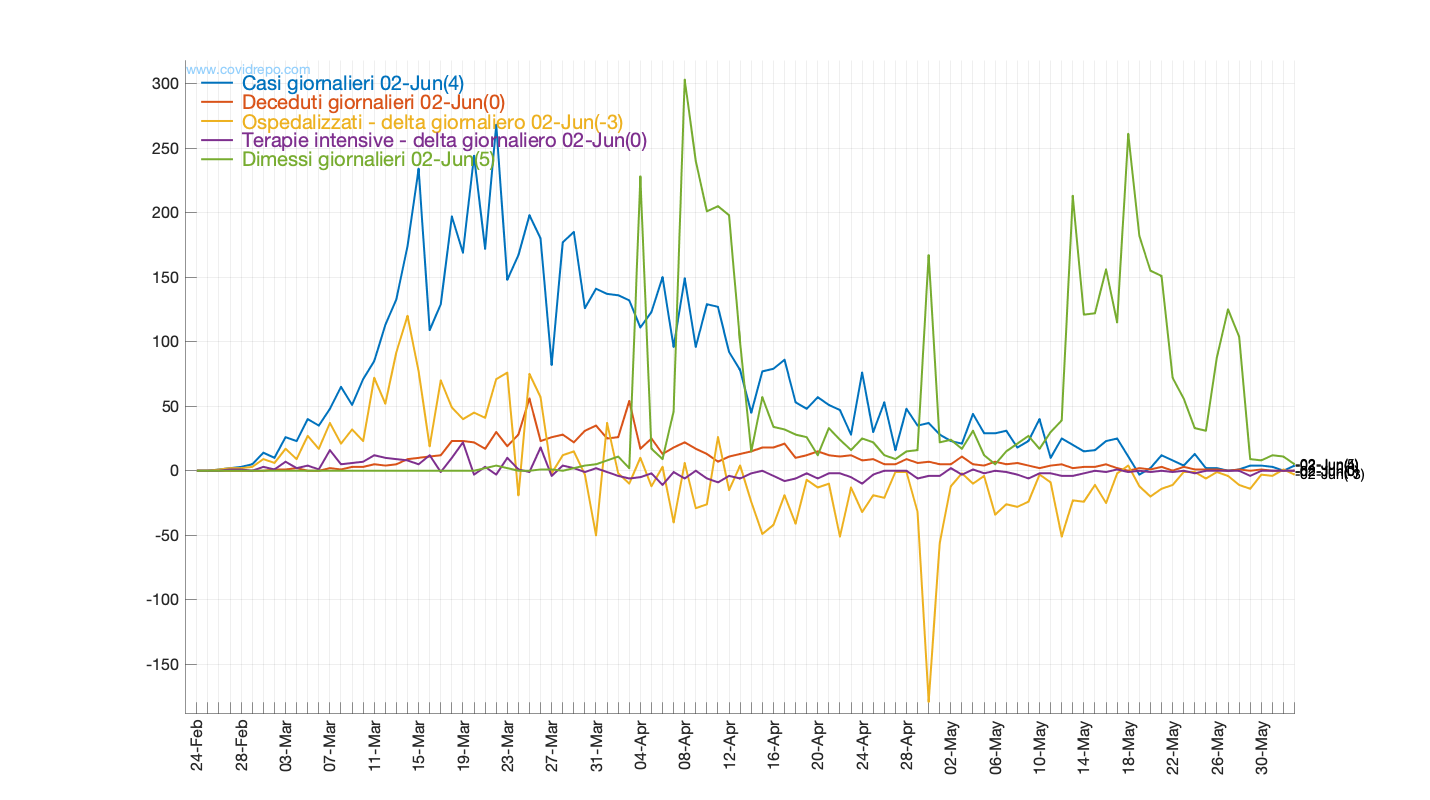 www.covidrepo.com
Casi giornalieri 02-Jun(4)
Deceduti giornalieri 02-Jun(0)
Ospedalizzati - delta giornaliero 02-Jun(-3)
Terapie intensive - delta giornaliero 02-Jun(0)
Dimessi giornalieri 02-Jun(5)
300
250
200
150
100
50
0
-50
-100
-150
24-Feb
28-Feb
03-Mar
07-Mar
11-Mar
15-Mar
19-Mar
23-Mar
27-Mar
31-Mar
04-Apr
08-Apr
12-Apr
16-Apr
20-Apr
24-Apr
28-Apr
02-May
06-May
10-May
14-May
18-May
22-May
26-May
30-May